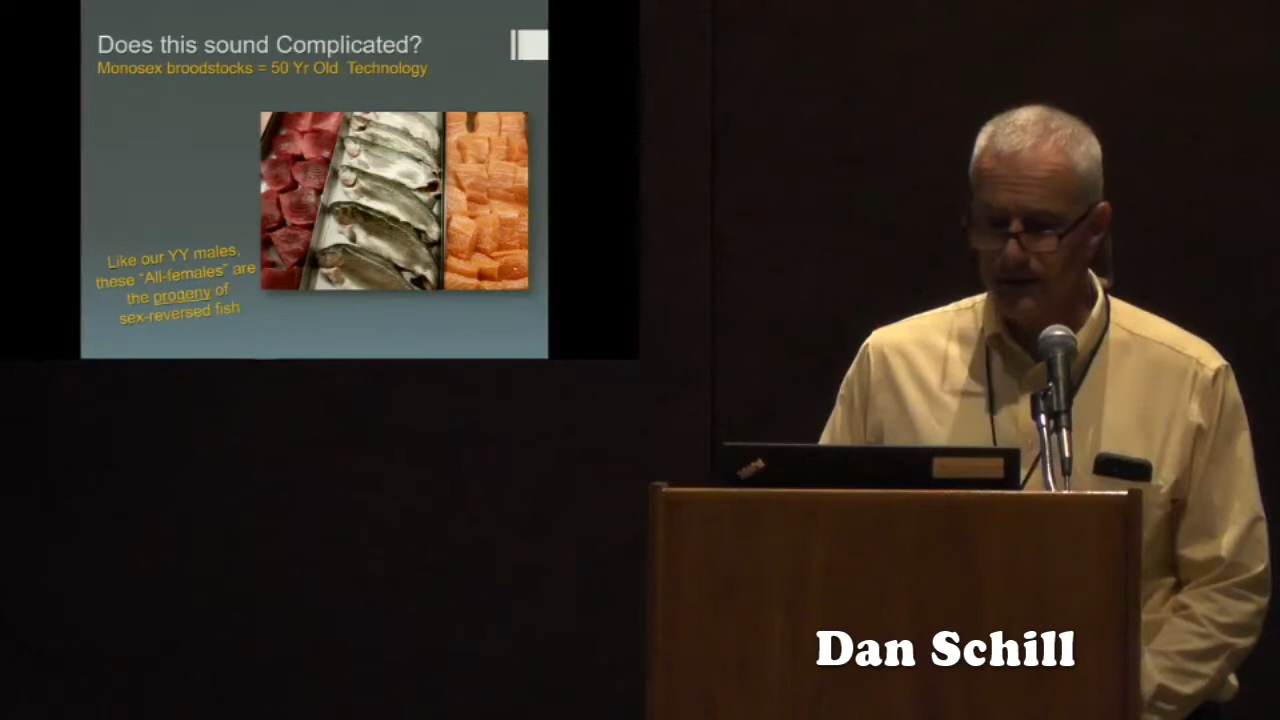 Does this sound Complicated?
Monosex broodstocks = 50 Yr Old Technology
Like our YY males,
these "All-females" are
the progeny of
sex-reversed fish
Dan Schill